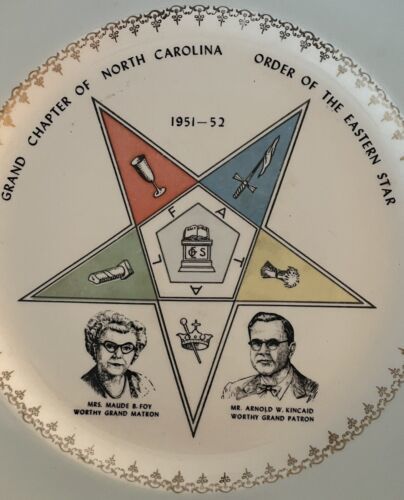 GRAND CHAPTER OF NORTH CAROLINA ORDER OF THE EASTERN STAR
1951-52
F A T A L
MRS. MAUDE B. FOY
WORTHY GRAND MATRON
MR. ARNOLD W. KINCAID
WORTHY GRAND PATRON